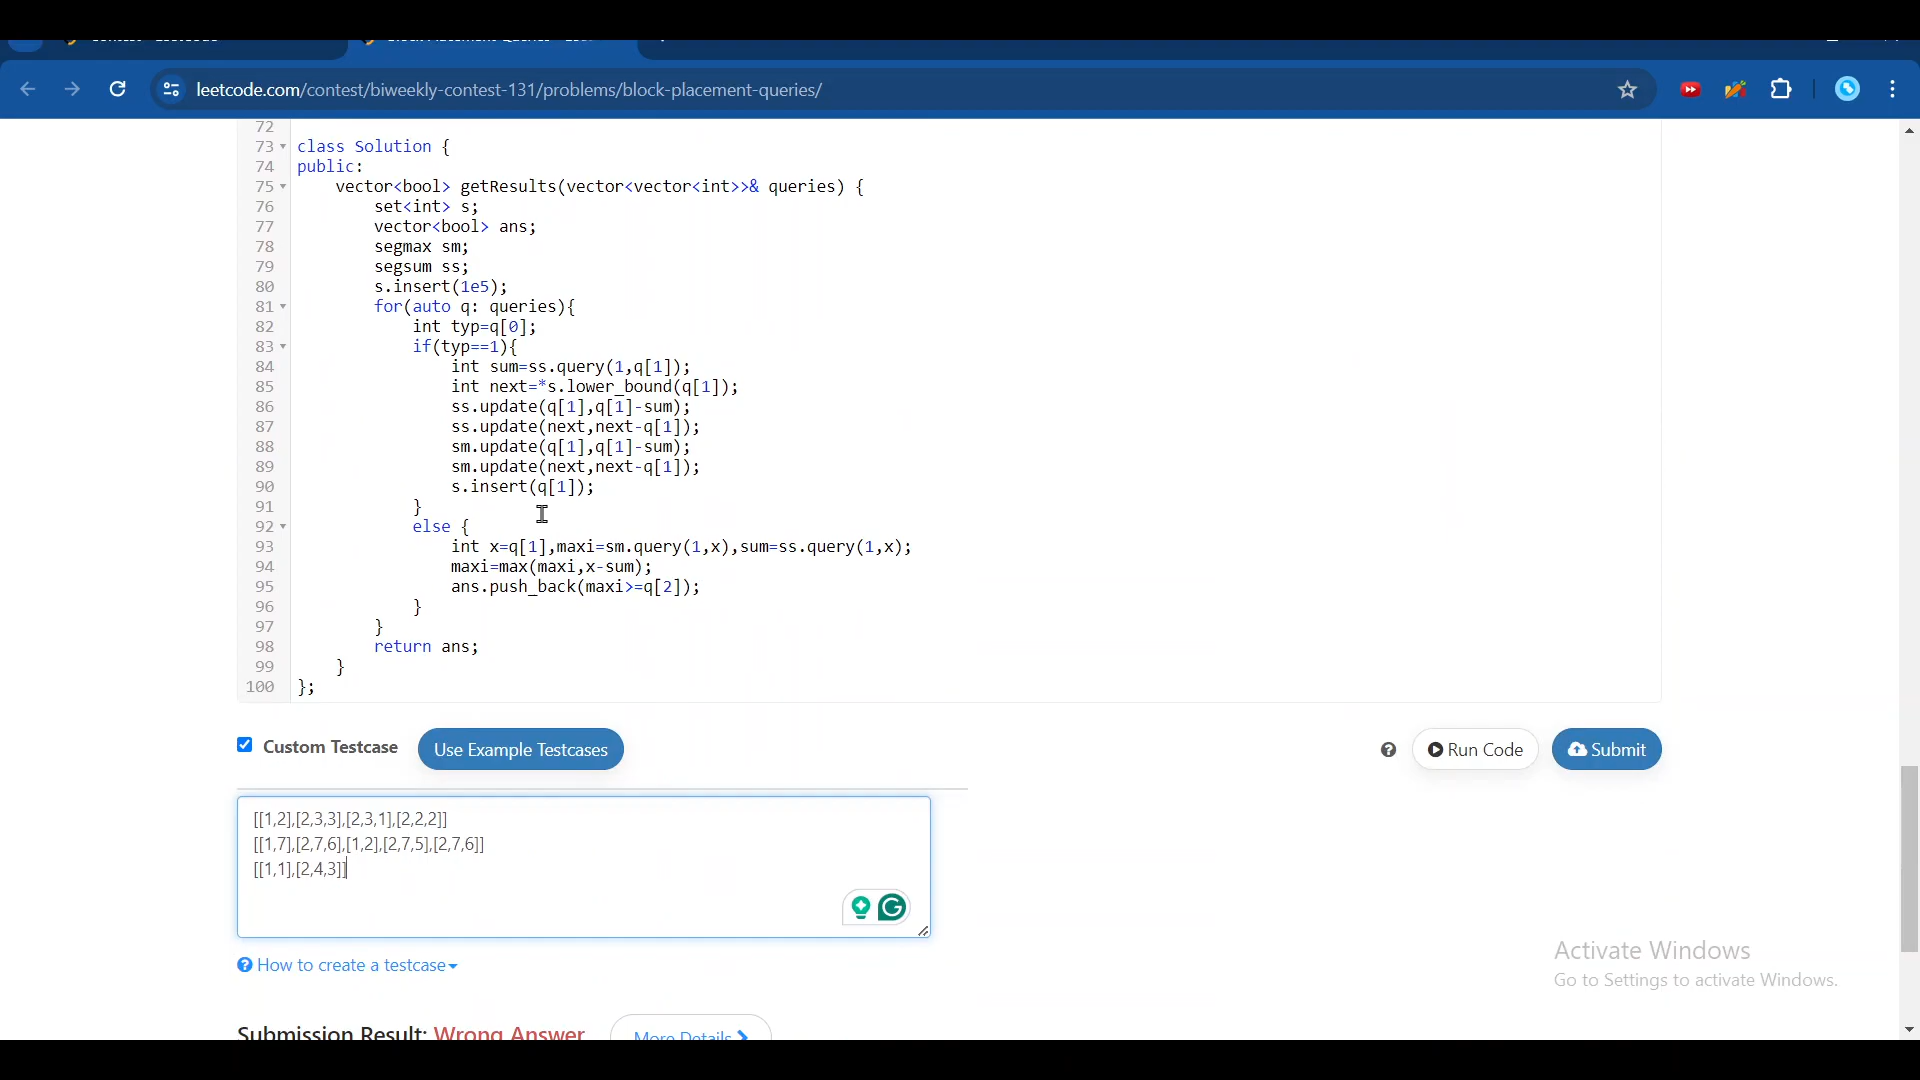 leetcode.com/contest/biweekly-contest-131/problems/block-placement-queries/
72
73 class Solution {
74 public:
75 vector<bool> getResults(vector<vector<int>>& queries) {
76 set<int> s;
77 vector<bool> ans;
78 segmax sm;
79 segsum ss;
80 s.insert(1e5);
81 for(auto q: queries){
82 int typ=q[0];
83 if(typ==1){
84 int sum=ss.query(1,q[1]);
85 int next=*s.lower_bound(q[1]);
86 ss.update(q[1],q[1]-sum);
87 ss.update(next,next-q[1]);
88 sm.update(q[1],q[1]-sum);
89 sm.update(next,next-q[1]);
90 s.insert(q[1]);
91 }
92 else {
93 int x=q[1],maxi=sm.query(1,x),sum=ss.query(1,x);
94 maxi=max(maxi,x-sum);
95 ans.push_back(maxi>=q[2]);
96 }
97 }
98 return ans;
99 }
100 };
Custom Testcase Use Example Testcases Run Code Submit
[[1,2],[2,3,3],[2,3,1],[2,2,2]]
[[1,7],[2,7,6],[1,2],[2,7,5],[2,7,6]]
[[1,1],[2,4,3]]
How to create a testcase
Activate Windows
Go to Settings to activate Windows.
Submission Result: Wrong Answer More Details